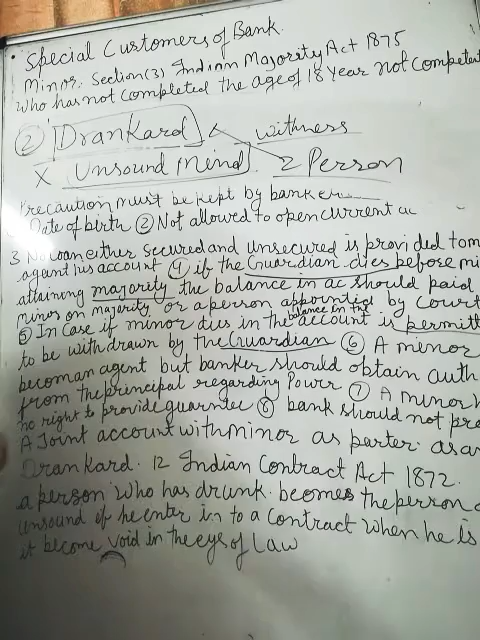 • Special Customers of Bank.
Minor. Section(3) Indian Majority Act 1875
Who has not completed the age of 18 year not competent
② Drankard withness
X Unsound mind. 2 Person
Precaution must be kept by banker
Date of birth ② Not allowed to open current ac
3 No loan either secured and unsecured is provided to
against his account ④ if the Guardian dies before mi
attaining majority the balance in ac should paid
minor on majority or a person appointed by court
⑤ In case if minor dies in the balance in the account is permitt
to be withdrawn by the Guardian ⑥ A minor
becoman agent but banker should obtain auth
from the principal regarding Power ⑦ A minor h
no right to provide guarntee ⑧ bank should not pre
A Joint account with minor as parter as a
Drankard. 12 Indian Contract Act 1872.
a person who has drunk becomes the person
unsound if he enter in to a Contract when he is
it become void in the eyes of Law